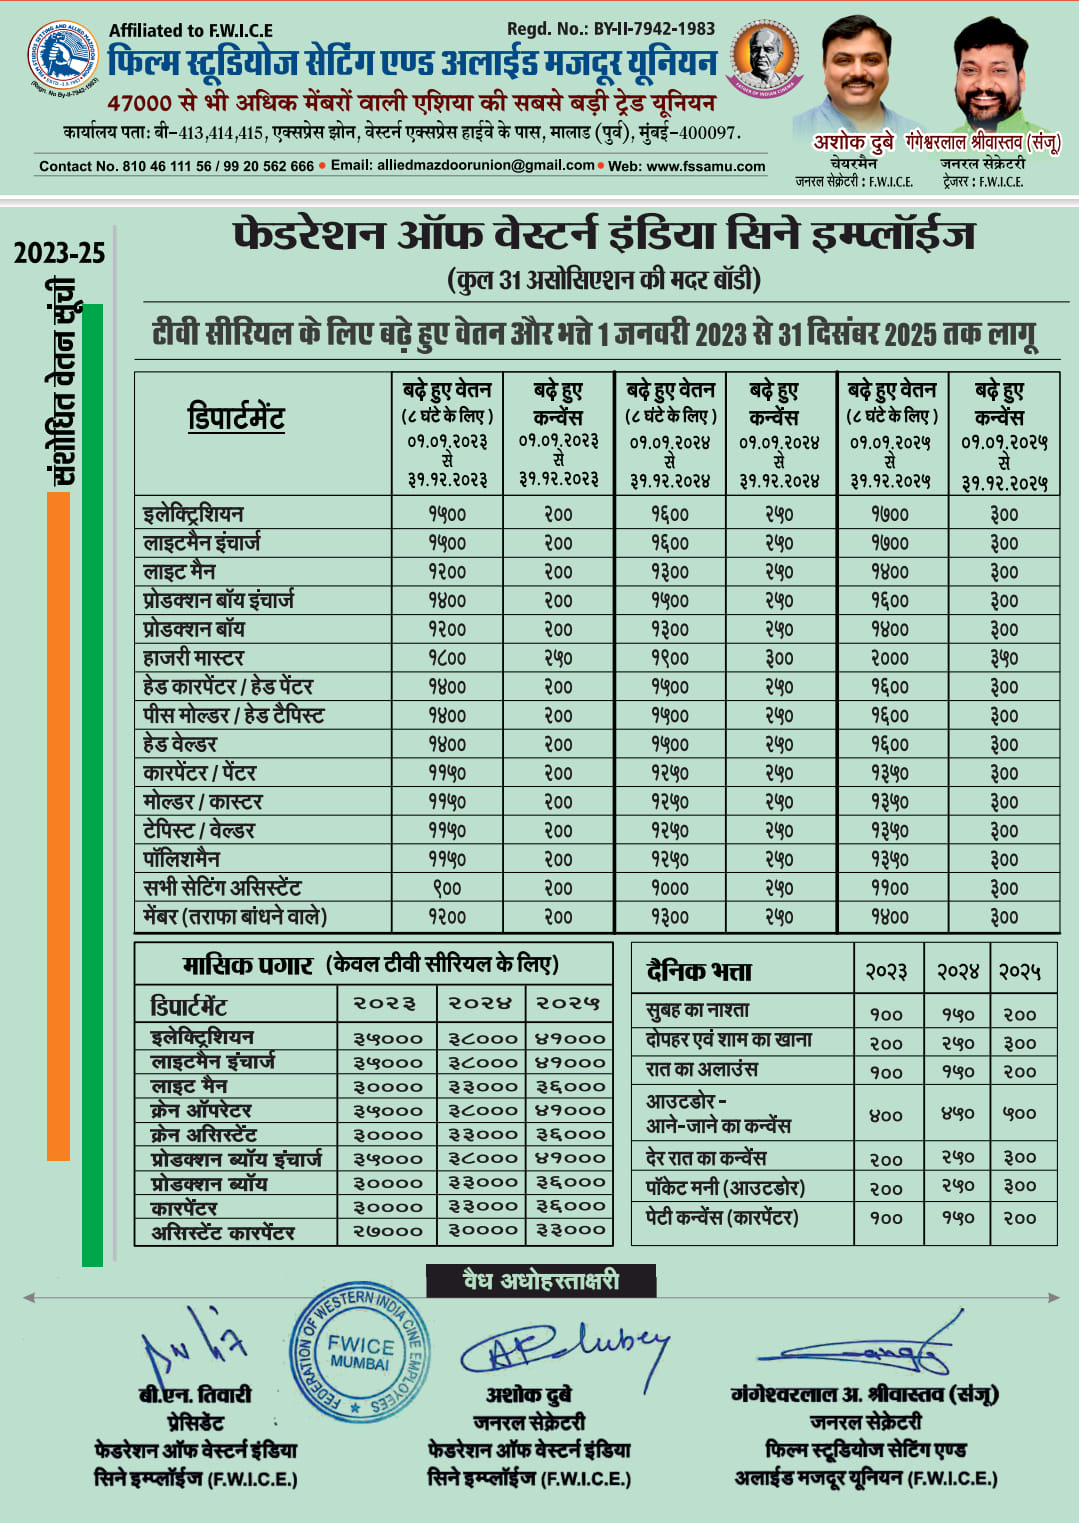 Affiliated to F.W.I.C.E
Regd. No.: BY-II-7942-1983
फिल्म स्टूडियोज सेटिंग एण्ड अलाईड मजदूर यूनियन
47000 से भी अधिक मेंबरों वाली एशिया की सबसे बड़ी ट्रेड यूनियन
कार्यालय पता: बी-413,414,415, एक्सप्रेस झोन, वेस्टर्न एक्सप्रेस हाईवे के पास, मालाड (पुर्व), मुंबई-400097.
Contact No. 810 46 111 56 / 99 20 562 666 • Email: alliedmazdoorunion@gmail.com • Web: www.fssamu.com
(Regn. No By-II-7942-1983)
FATHER OF INDIAN CINEMA
अशोक दुबे
चेयरमैन
जनरल सेक्रेटरी : F.W.I.C.E.
गंगेश्वरलाल श्रीवास्तव (संजू)
जनरल सेक्रेटरी
ट्रेजरर : F.W.I.C.E.
2023-25
संशोधित वेतन सूंची
फेडरेशन ऑफ वेस्टर्न इंडिया सिने इम्प्लॉईज
(कुल 31 असोसिएशन की मदर बॉडी)
टीवी सीरियल के लिए बढ़े हुए वेतन और भत्ते 1 जनवरी 2023 से 31 दिसंबर 2025 तक लागू
डिपार्टमेंट | बढ़े हुए वेतन (८ घंटे के लिए ) ०१.०१.२०२३ से ३१.१२.२०२३ | बढ़े हुए कन्वेंस ०१.०१.२०२३ से ३१.१२.२०२३ | बढ़े हुए वेतन (८ घंटे के लिए ) ०१.०१.२०२४ से ३१.१२.२०२४ | बढ़े हुए कन्वेंस ०१.०१.२०२४ से ३१.१२.२०२४ | बढ़े हुए वेतन (८ घंटे के लिए ) ०१.०१.२०२५ से ३१.१२.२०२५ | बढ़े हुए कन्वेंस ०१.०१.२०२५ से ३१.१२.२०२५
इलेक्ट्रिशियन १५०० २०० १६०० २५० १७०० ३००
लाइटमैन इंचार्ज १५०० २०० १६०० २५० १७०० ३००
लाइट मैन १२०० २०० १३०० २५० १४०० ३००
प्रोडक्शन बॉय इंचार्ज १४०० २०० १५०० २५० १६०० ३००
प्रोडक्शन बॉय १२०० २०० १३०० २५० १४०० ३००
हाजरी मास्टर १८०० २५० १९०० ३०० २००० ३५०
हेड कारपेंटर / हेड पेंटर १४०० २०० १५०० २५० १६०० ३००
पीस मोल्डर / हेड टैपिस्ट १४०० २०० १५०० २५० १६०० ३००
हेड वेल्डर १४०० २०० १५०० २५० १६०० ३००
कारपेंटर / पेंटर ११५० २०० १२५० २५० १३५० ३००
मोल्डर / कास्टर ११५० २०० १२५० २५० १३५० ३००
टेपिस्ट / वेल्डर ११५० २०० १२५० २५० १३५० ३००
पॉलिशमैन ११५० २०० १२५० २५० १३५० ३००
सभी सेटिंग असिस्टेंट ९०० २०० १००० २५० ११०० ३००
मेंबर (तराफा बांधने वाले) १२०० २०० १३०० २५० १४०० ३००
मासिक पगार (केवल टीवी सीरियल के लिए)
डिपार्टमेंट २०२३ २०२४ २०२५
इलेक्ट्रिशियन ३५००० ३८००० ४१०००
लाइटमैन इंचार्ज ३५००० ३८००० ४१०००
लाइट मैन ३०००० ३३००० ३६०००
क्रेन ऑपरेटर ३५००० ३८००० ४१०००
क्रेन असिस्टेंट ३०००० ३३००० ३६०००
प्रोडक्शन ब्यॉय इंचार्ज ३५००० ३८००० ४१०००
प्रोडक्शन ब्यॉय ३०००० ३३००० ३६०००
कारपेंटर ३०००० ३३००० ३६०००
असिस्टेंट कारपेंटर २७००० ३०००० ३३०००
दैनिक भत्ता २०२३ २०२४ २०२५
सुबह का नाश्ता १०० १५० २००
दोपहर एवं शाम का खाना २०० २५० ३००
रात का अलाउंस १०० १५० २००
आउटडोर -
आने-जाने का कन्वेंस ४०० ४५० ५००
देर रात का कन्वेंस २०० २५० ३००
पॉकेट मनी (आउटडोर) २०० २५० ३००
पेटी कन्वेंस (कारपेंटर) १०० १५० २००
वैध अधोहस्ताक्षरी
FEDERATION OF WESTERN INDIA CINE EMPLOYEES
FWICE
MUMBAI
बी.एन. तिवारी
प्रेसिडेंट
फेडरेशन ऑफ वेस्टर्न इंडिया
सिने इम्प्लॉईज (F.W.I.C.E.)
अशोक दुबे
जनरल सेक्रेटरी
फेडरेशन ऑफ वेस्टर्न इंडिया
सिने इम्प्लॉईज (F.W.I.C.E.)
गंगेश्वरलाल अ. श्रीवास्तव (संजू)
जनरल सेक्रेटरी
फिल्म स्टूडियोज सेटिंग एण्ड
अलाईड मजदूर यूनियन (F.W.I.C.E.)